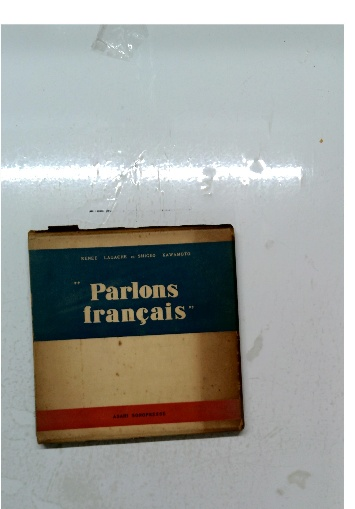 RENÉE LAGACHE ET SHIGEO KAWAMOTO
"Parlons
français"